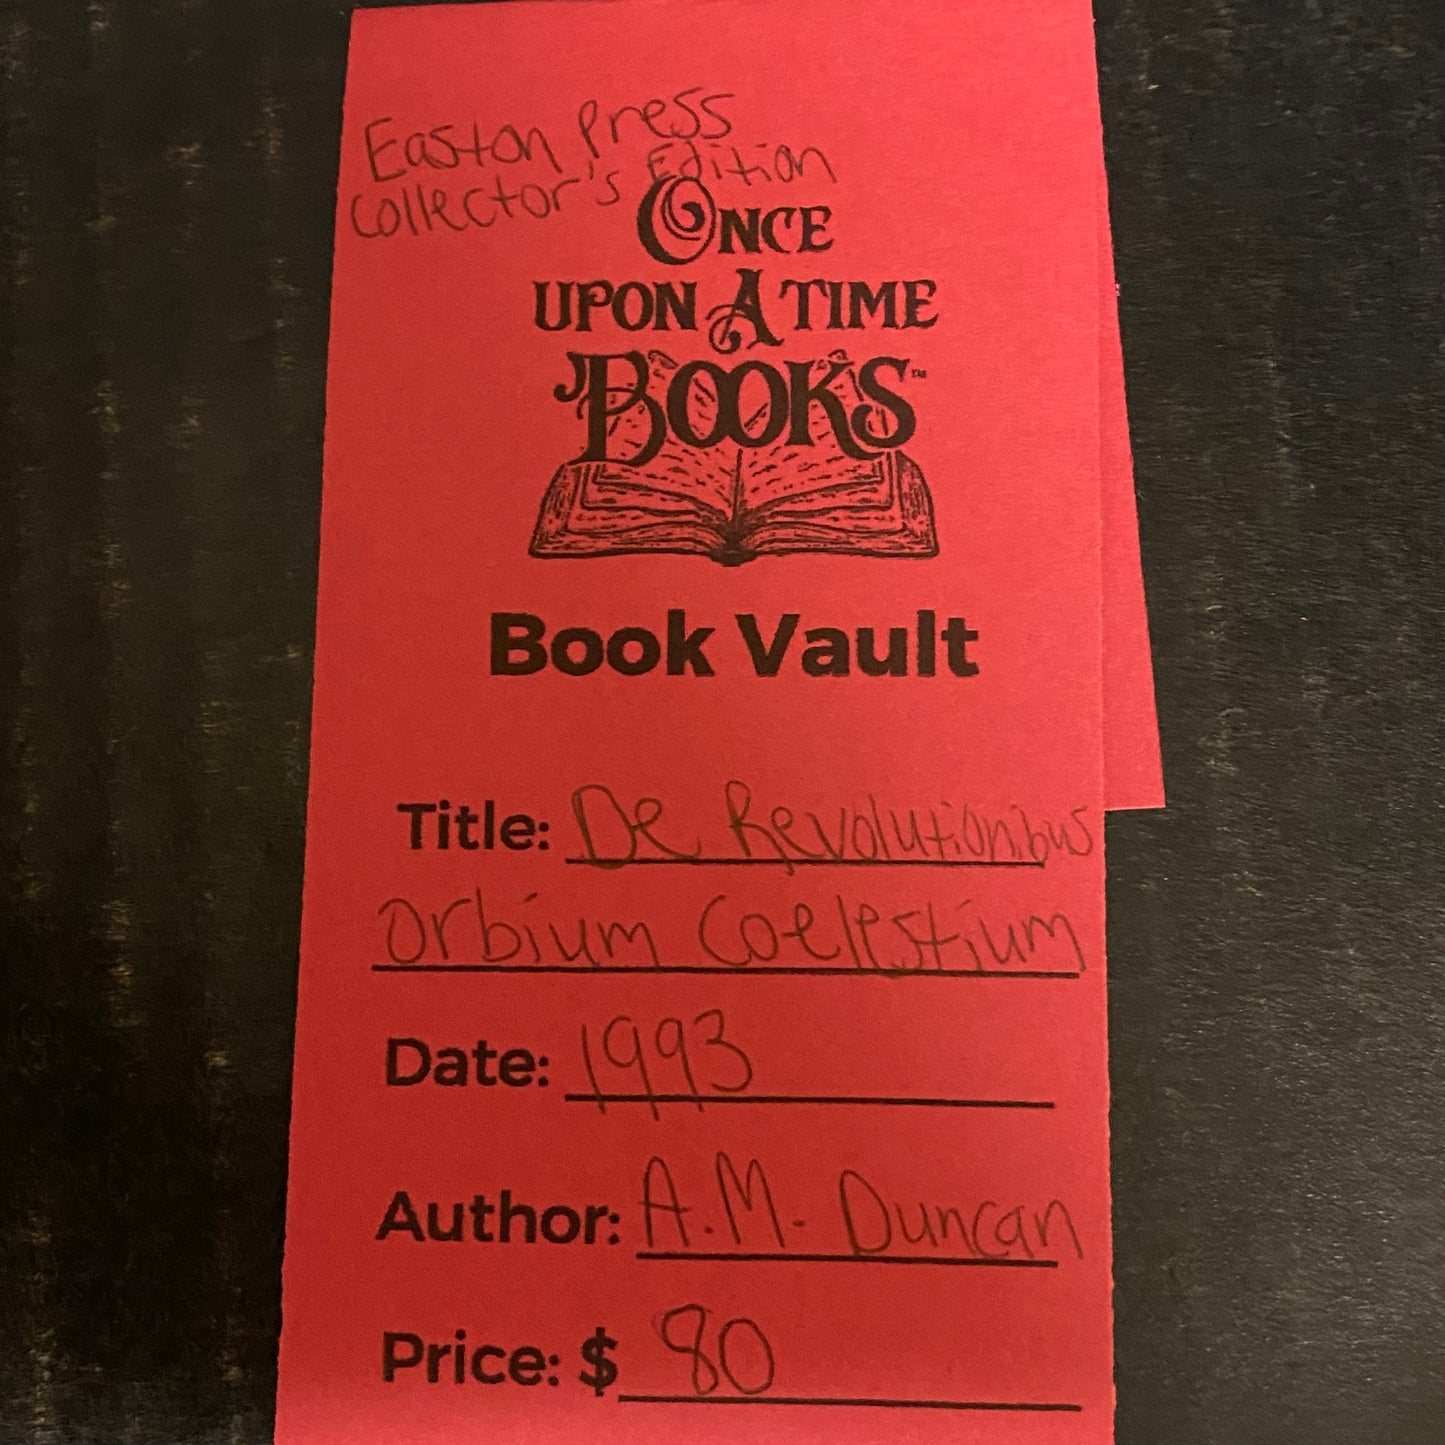 Easton Press
Collector's Edition
ONCE
UPON A TIME
BOOKS™
Book Vault
Title: De Revolutionibus
orbium Coelestium
Date: 1993
Author: A.M. Duncan
Price: $ 80